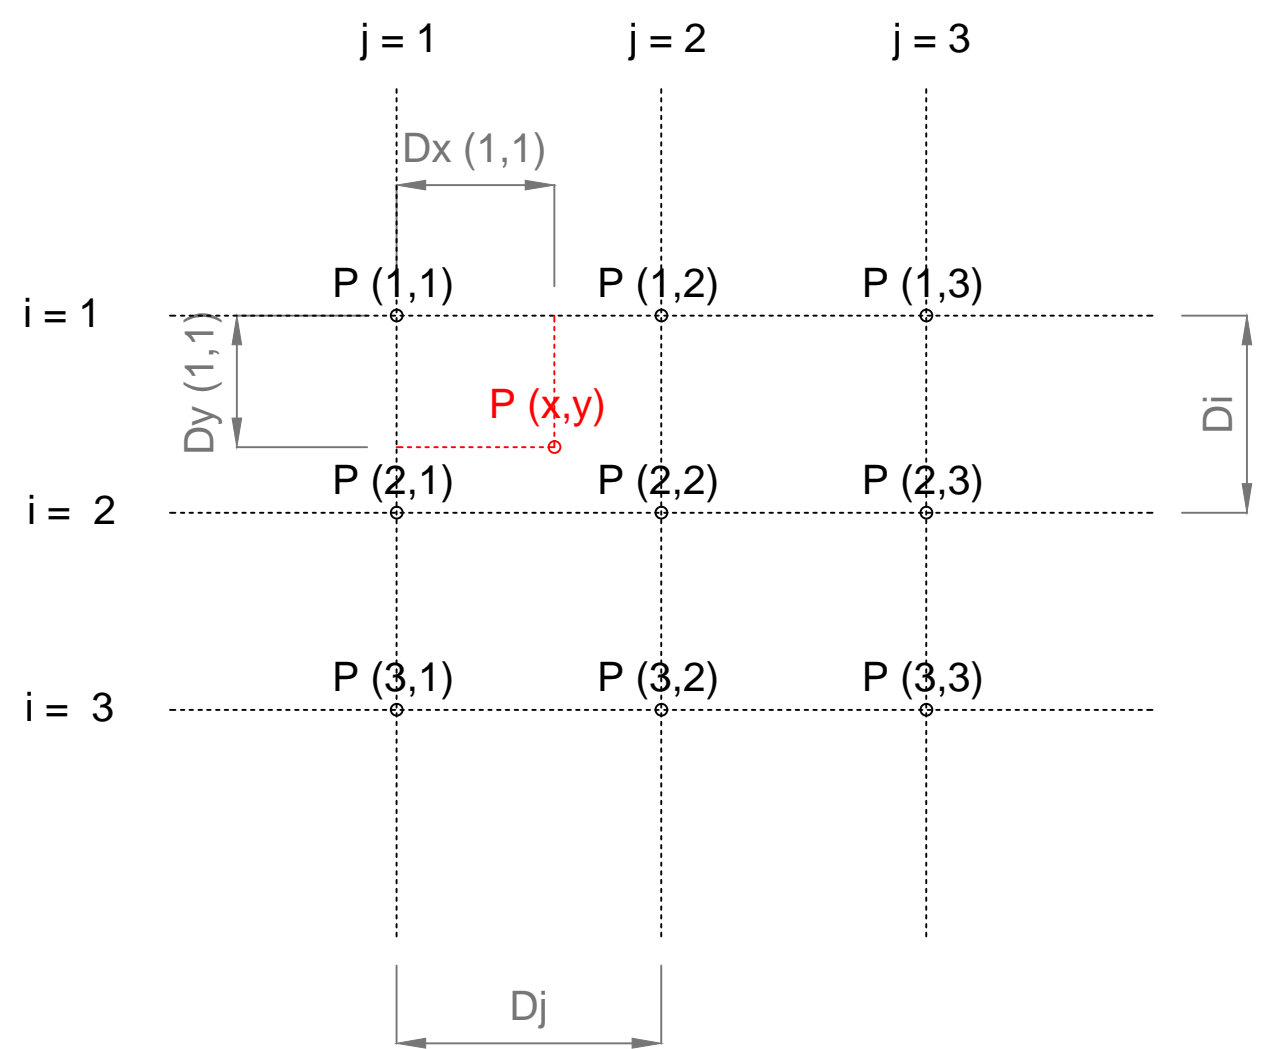 j = 1
j = 2
j = 3
Dx (1,1)
P (1,1)
P (1,2)
P (1,3)
i = 1
Dy (1,1)
P (x,y)
Di
P (2,1)
P (2,2)
P (2,3)
i = 2
P (3,1)
P (3,2)
P (3,3)
i = 3
Dj